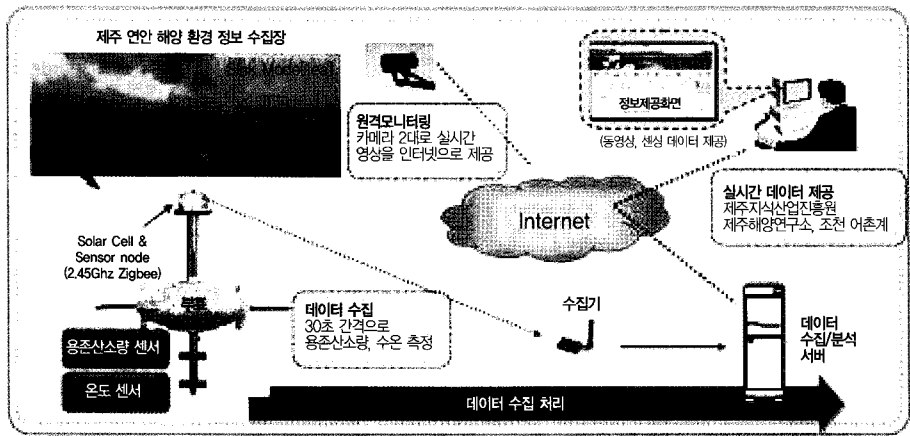 제주 연안 해양 환경 정보 수집장
원격모니터링
카메라 2대로 실시간
영상을 인터넷으로 제공
정보제공화면
(동영상, 센싱 데이터 제공)
실시간 데이터 제공
제주지식산업진흥원
제주해양연구소, 조천 어촌계
Internet
Solar Cell &
Sensor node
(2.45Ghz Zigbee)
부표
데이터 수집
30초 간격으로
용존산소량, 수온 측정
수집기
데이터
수집/분석
서버
용존산소량 센서
온도 센서
데이터 수집 처리